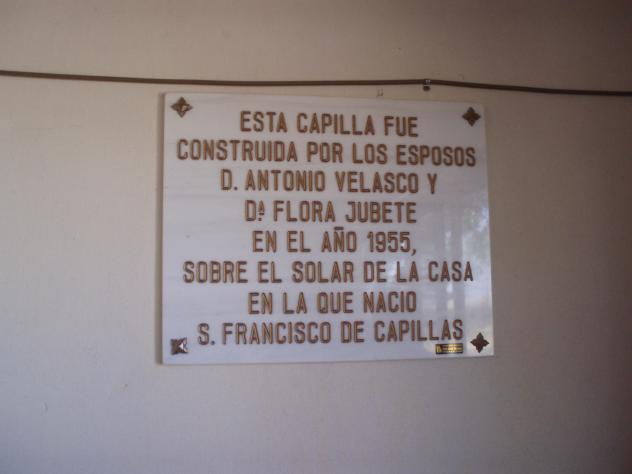 ESTA CAPILLA FUE
CONSTRUIDA POR LOS ESPOSOS
D. ANTONIO VELASCO Y
Dª FLORA JUBETE
EN EL AÑO 1955,
SOBRE EL SOLAR DE LA CASA
EN LA QUE NACIO
S. FRANCISCO DE CAPILLAS